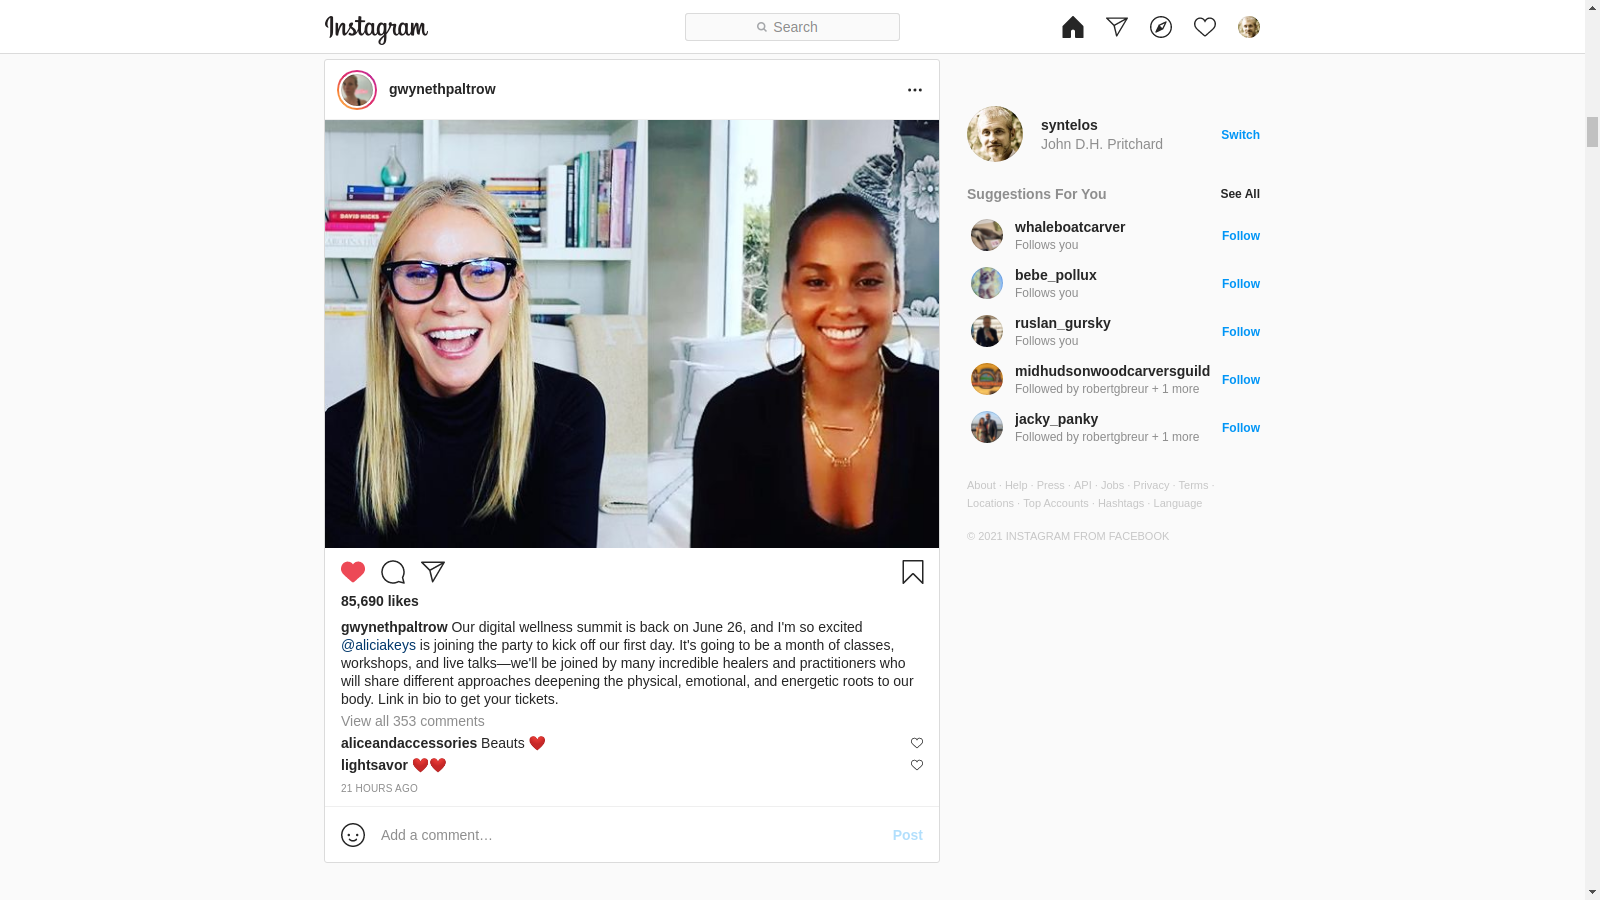 Instagram
Search
gwynethpaltrow
DAVID HICKS
85,690 likes
gwynethpaltrow Our digital wellness summit is back on June 26, and I'm so excited
@aliciakeys is joining the party to kick off our first day. It's going to be a month of classes,
workshops, and live talks—we'll be joined by many incredible healers and practitioners who
will share different approaches deepening the physical, emotional, and energetic roots to our
body. Link in bio to get your tickets.
View all 353 comments
aliceandaccessories Beauts ❤️
lightsavor ❤️❤️
21 HOURS AGO
Add a comment…
Post
syntelos
John D.H. Pritchard
Switch
Suggestions For You
See All
whaleboatcarver
Follows you
Follow
bebe_pollux
Follows you
Follow
ruslan_gursky
Follows you
Follow
midhudsonwoodcarversguild
Followed by robertgbreur + 1 more
Follow
jacky_panky
Followed by robertgbreur + 1 more
Follow
About · Help · Press · API · Jobs · Privacy · Terms ·
Locations · Top Accounts · Hashtags · Language
© 2021 INSTAGRAM FROM FACEBOOK